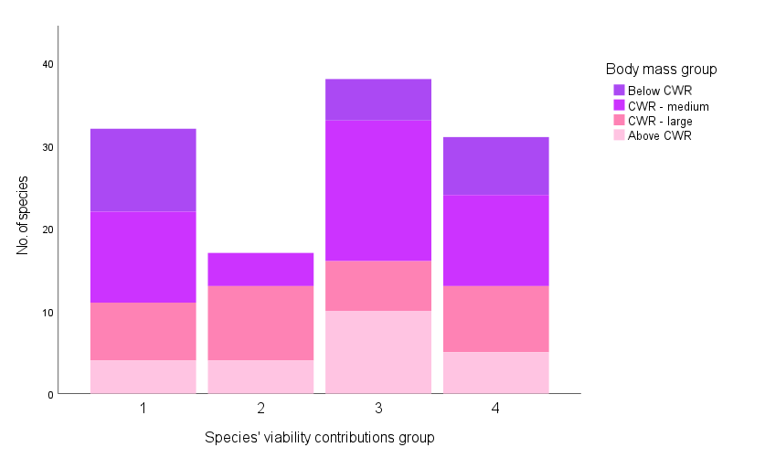 40
30
20
10
0
No. of species
1 2 3 4
Species' viability contributions group
Body mass group
Below CWR
CWR - medium
CWR - large
Above CWR